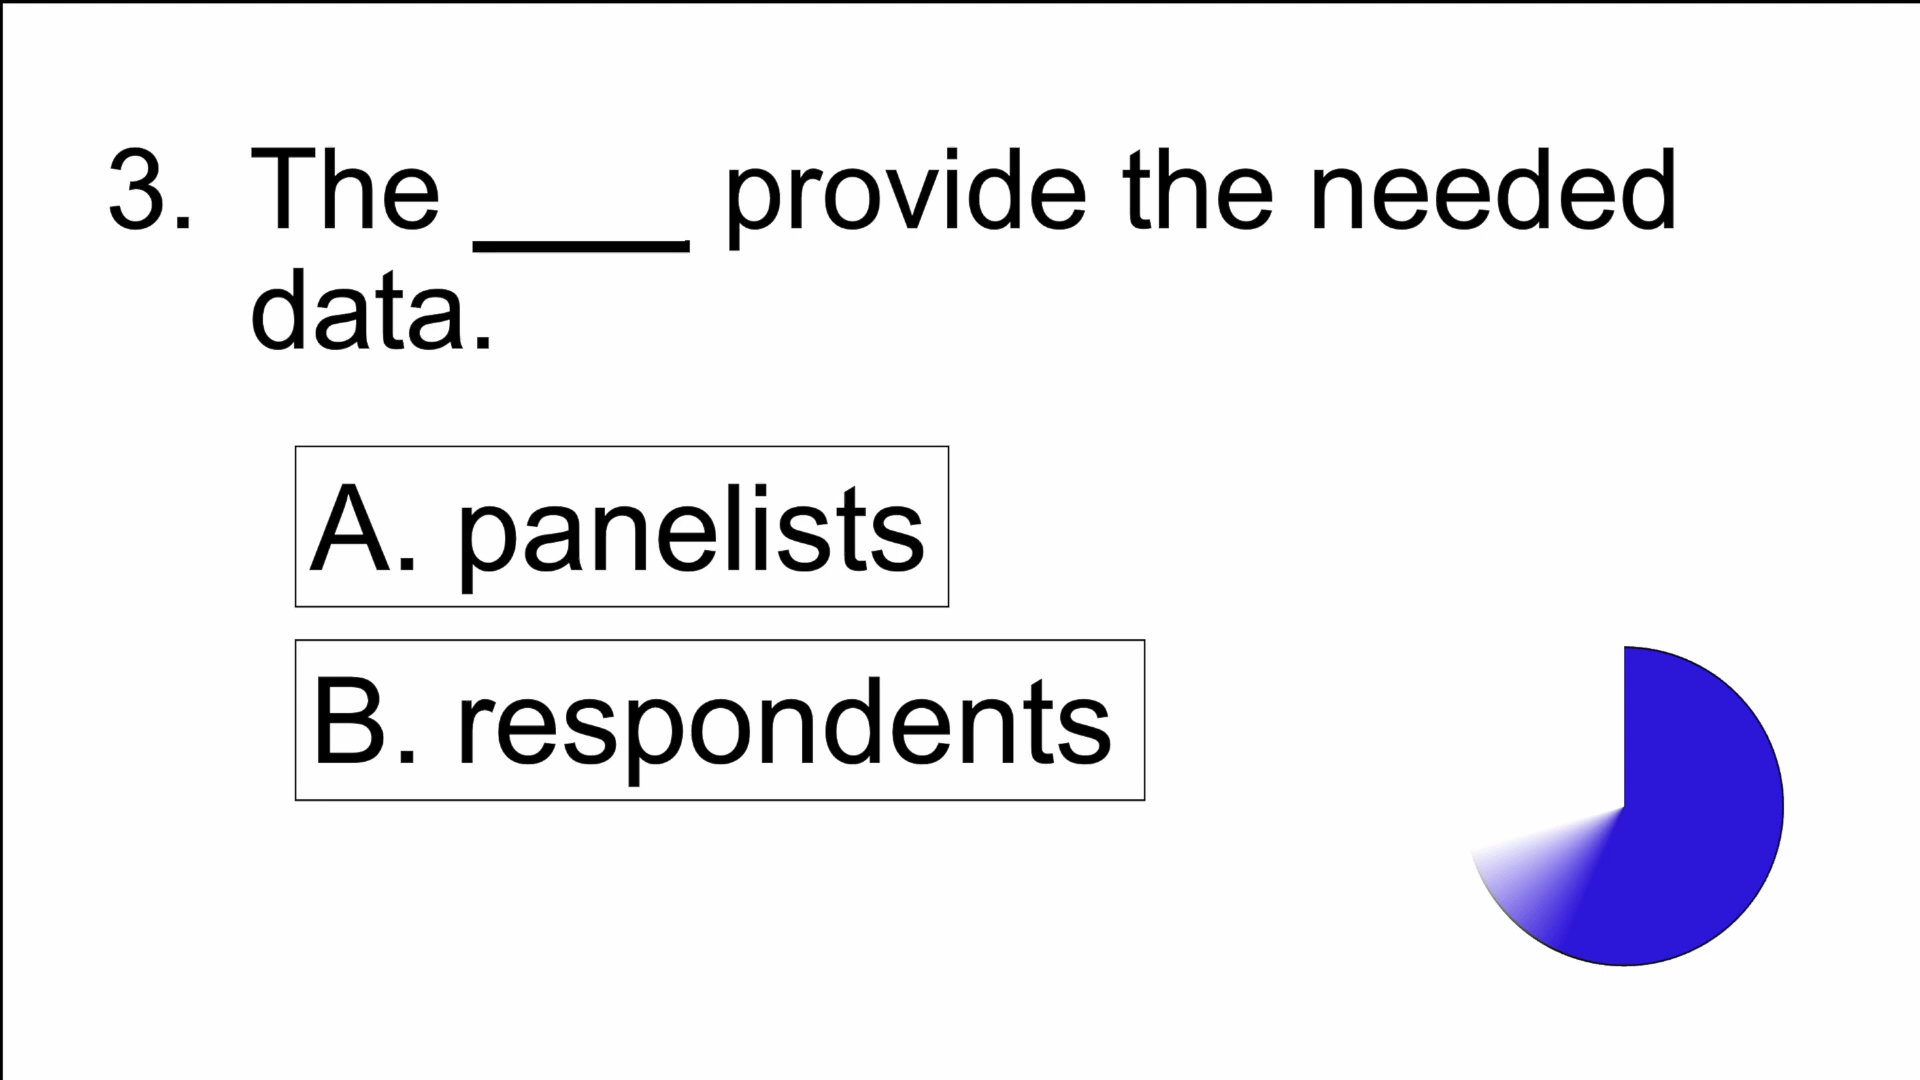 3. The ____ provide the needed
data.
A. panelists
B. respondents